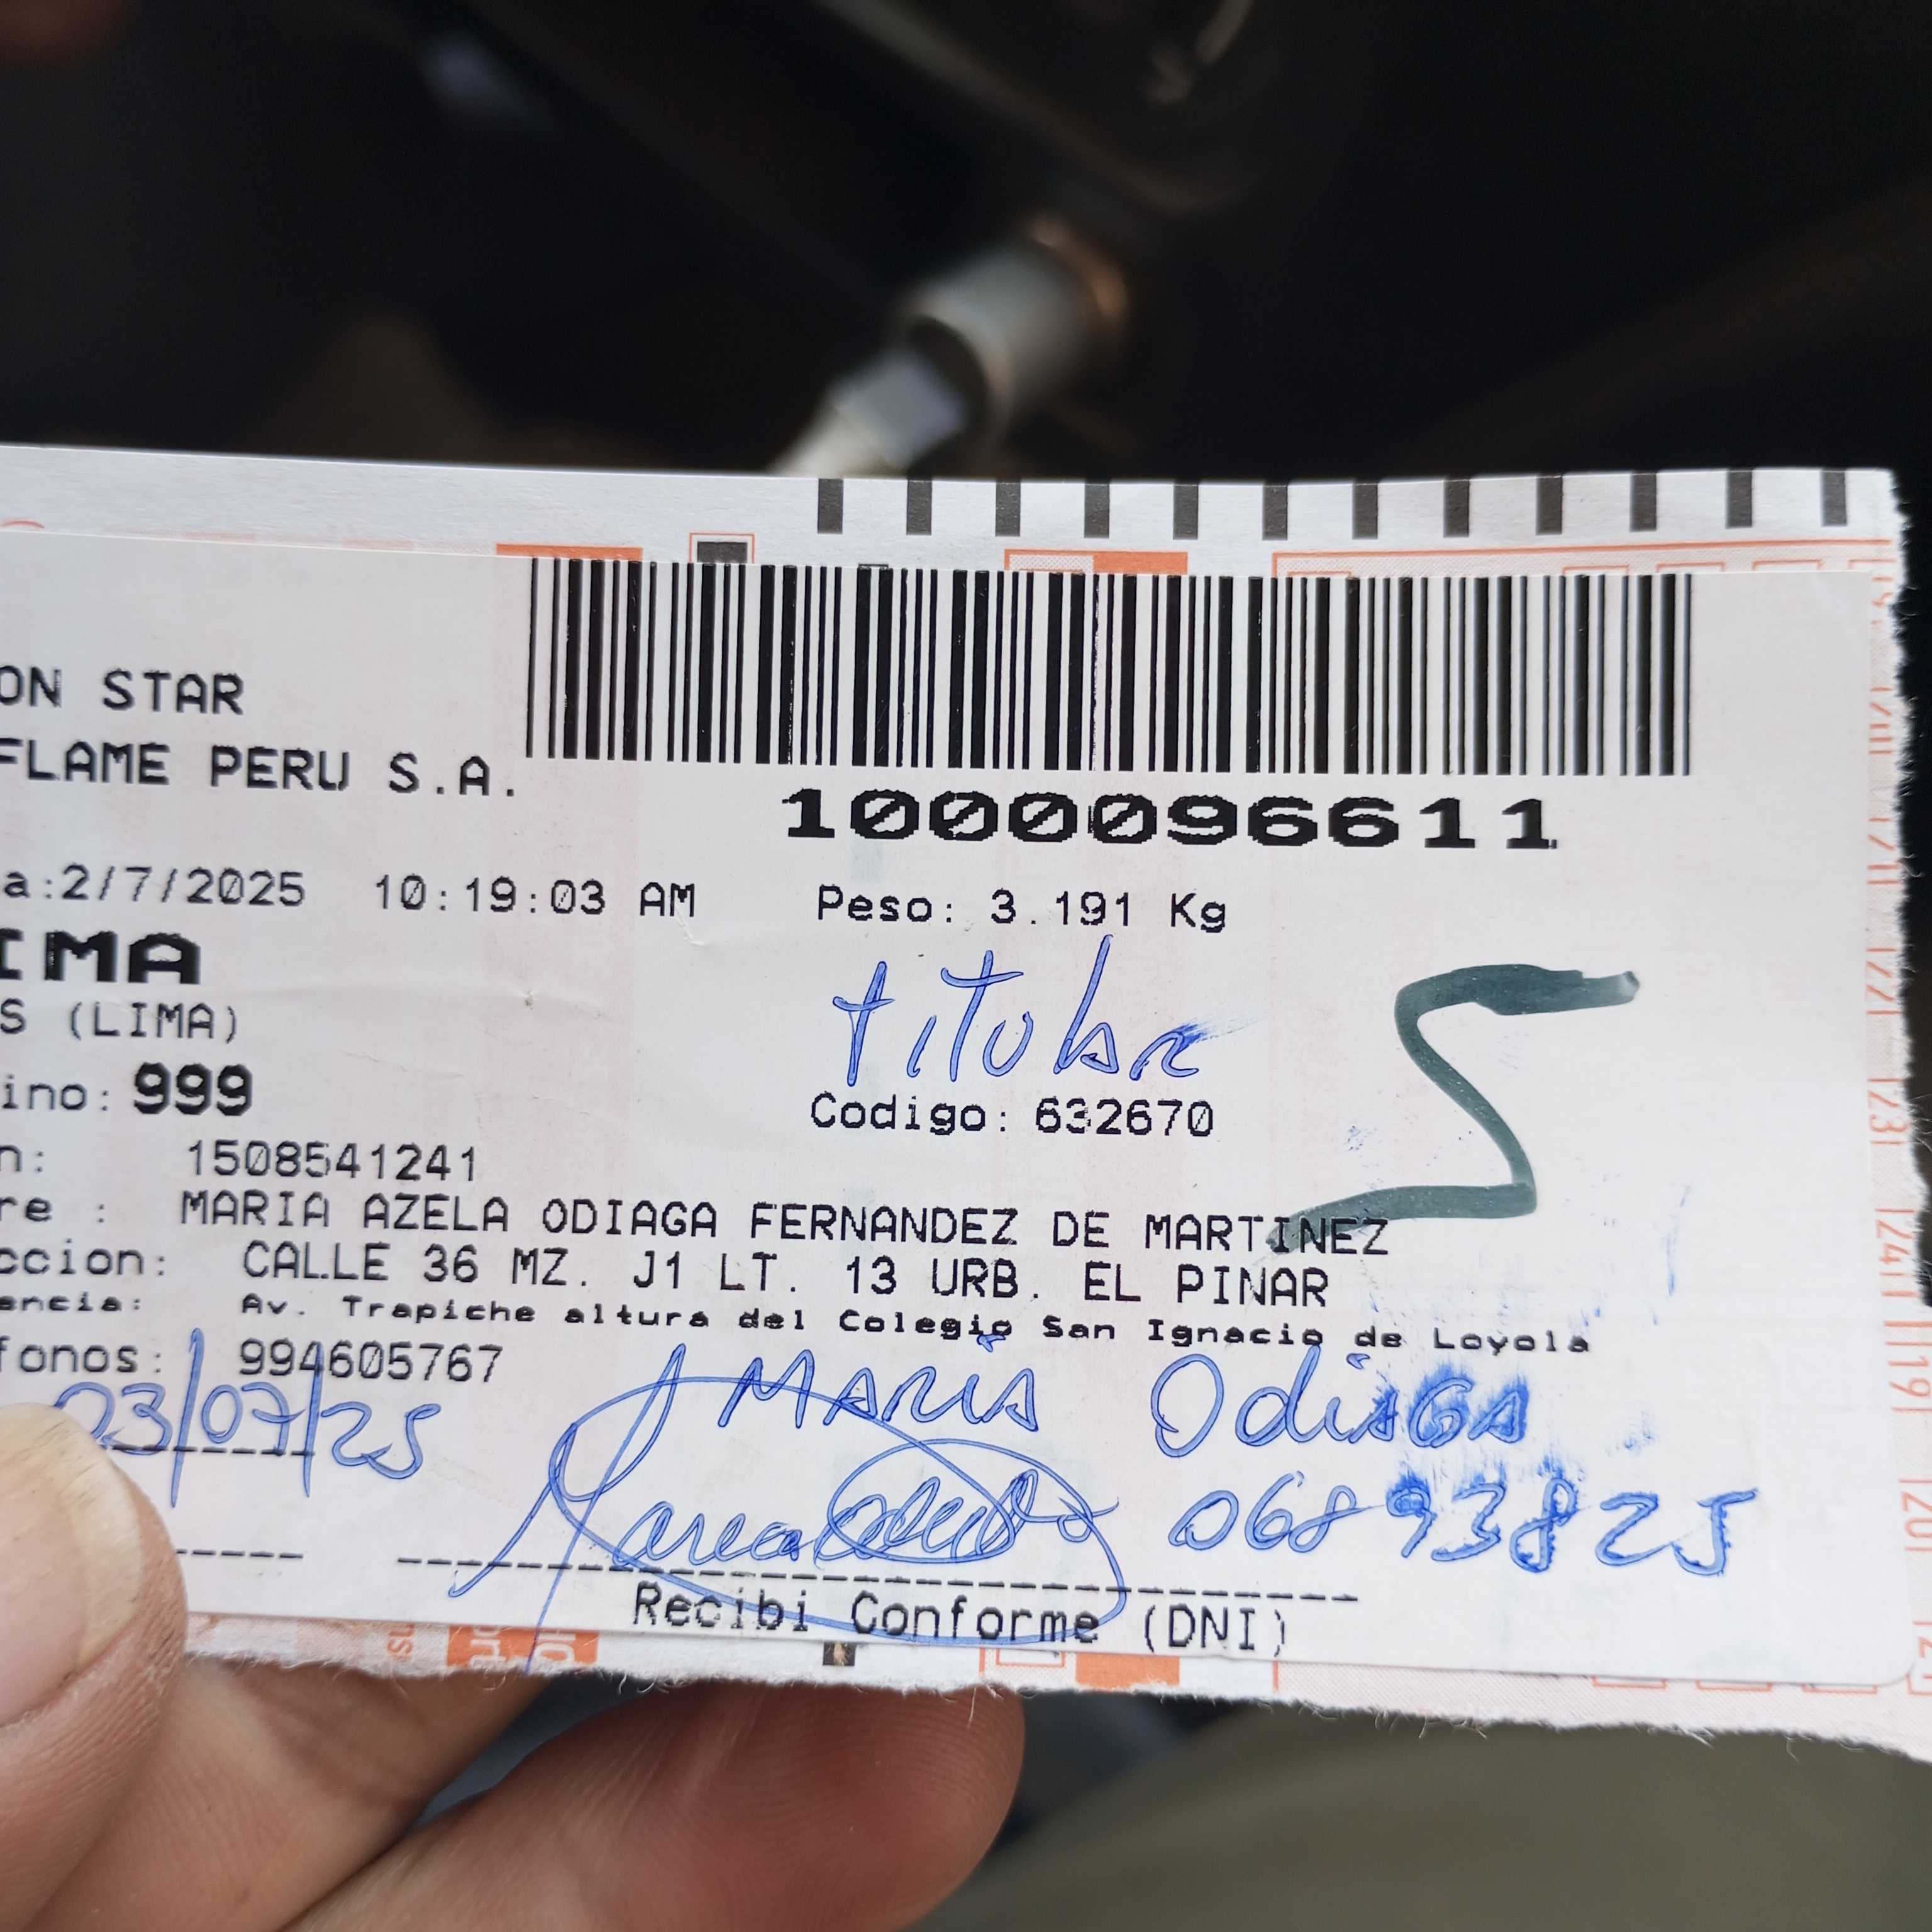 ON STAR
FLAME PERU S.A.
1000096611
a:2/7/2025 10:19:03 AM
Peso: 3.191 Kg
IMA
S (LIMA)
titular
ino: 999
Codigo: 632670
n: 1508541241
re : MARIA AZELA ODIAGA FERNANDEZ DE MARTINEZ
ccion: CALLE 36 MZ. J1 LT. 13 URB. EL PINAR
encia: Av. Trapiche altura del Colegio San Ignacio de Loyola
fonos: 994605767
MARIA OdiAGA
03/07/25
06893825
Recibi Conforme (DNI)